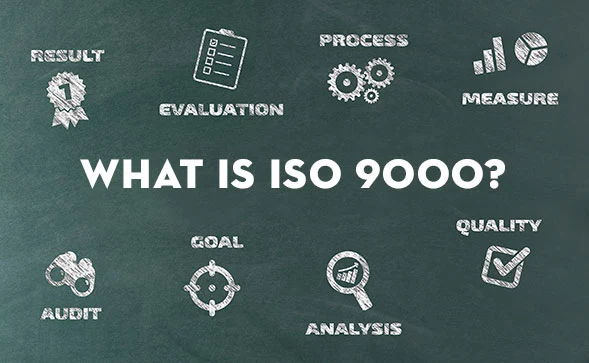 RESULT
EVALUATION
PROCESS
MEASURE
WHAT IS ISO 9000?
AUDIT
GOAL
ANALYSIS
QUALITY